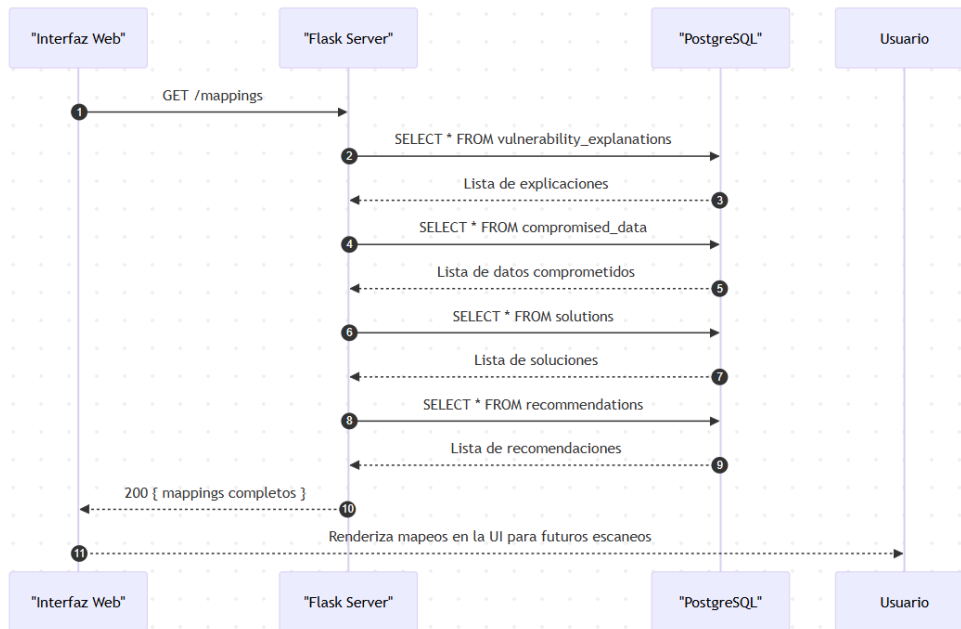 "Interfaz Web"
"Flask Server"
"PostgreSQL"
Usuario
GET /mappings
1
SELECT * FROM vulnerability_explanations
2
Lista de explicaciones
3
SELECT * FROM compromised_data
4
Lista de datos comprometidos
5
SELECT * FROM solutions
6
Lista de soluciones
7
SELECT * FROM recommendations
8
Lista de recomendaciones
9
200 { mappings completos }
10
Renderiza mapeos en la UI para futuros escaneos
11
"Interfaz Web"
"Flask Server"
"PostgreSQL"
Usuario